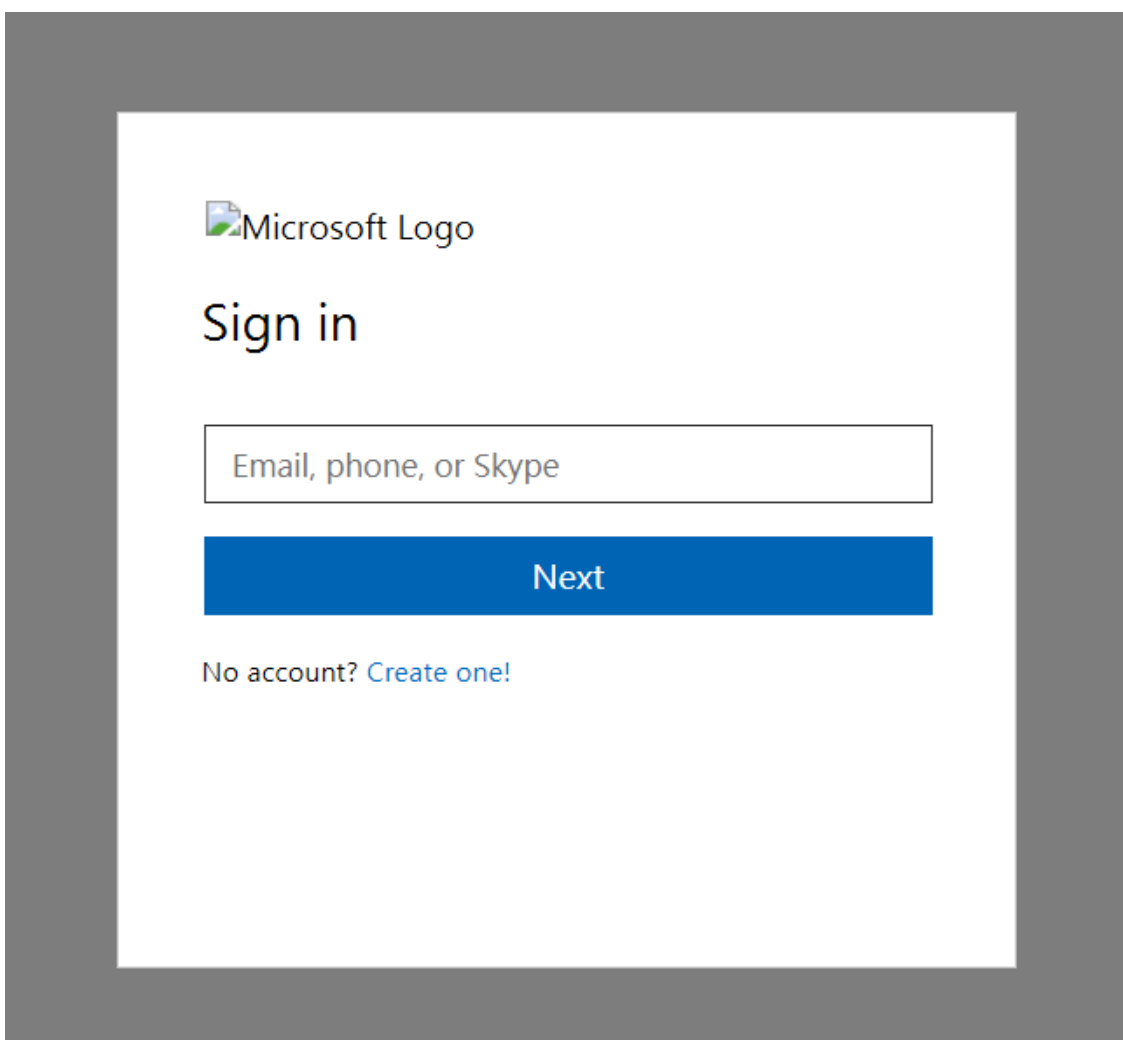 Microsoft Logo
Sign in
Email, phone, or Skype
Next
No account? Create one!